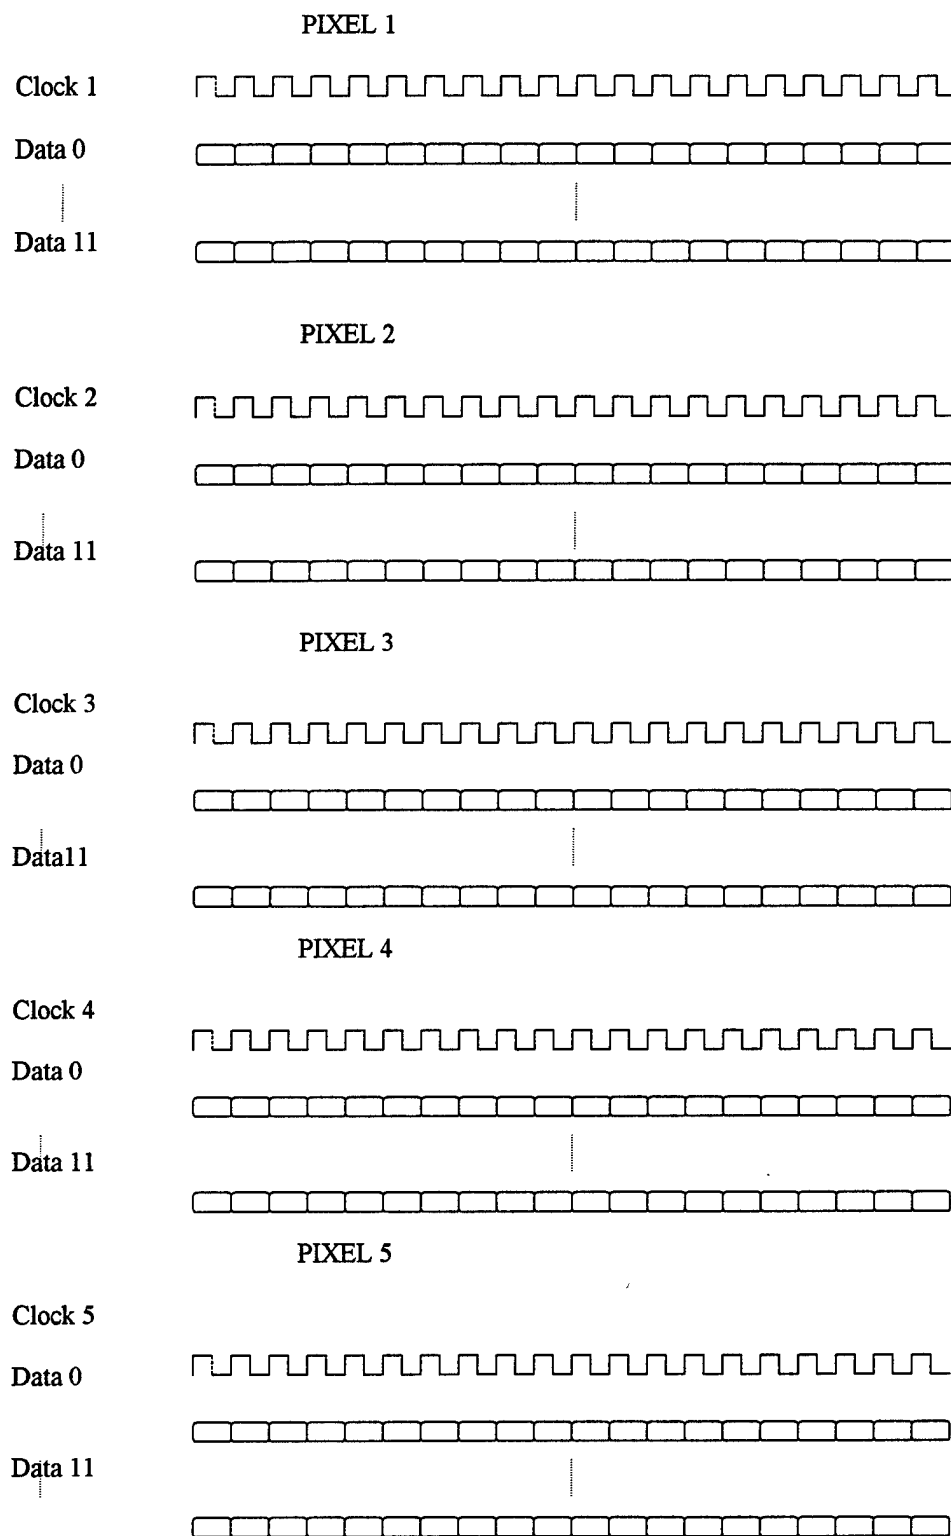 PIXEL 1
Clock 1
Data 0
Data 11
PIXEL 2
Clock 2
Data 0
Data 11
PIXEL 3
Clock 3
Data 0
Data11
PIXEL 4
Clock 4
Data 0
Data 11
PIXEL 5
Clock 5
Data 0
Data 11